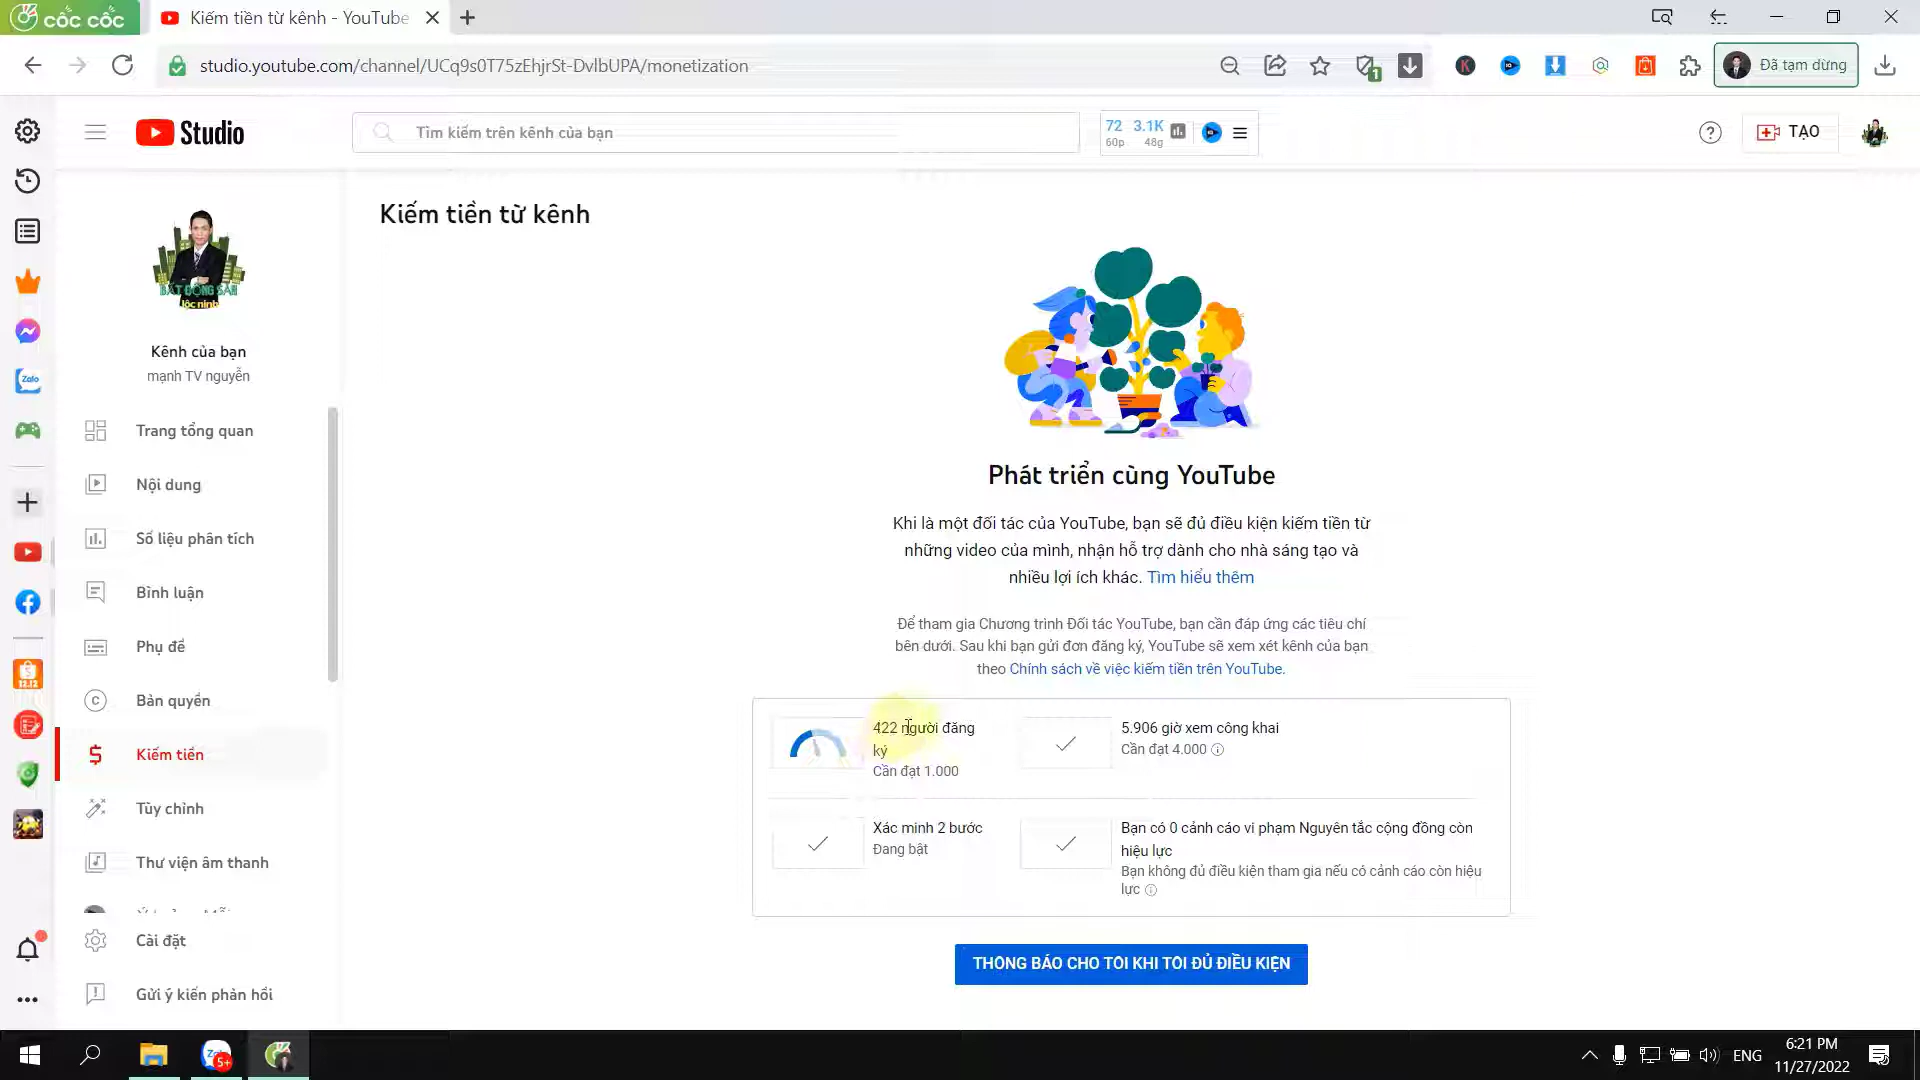 cốc cốc
Kiếm tiền từ kênh - YouTube
studio.youtube.com/channel/UCq9s0T75zEhjrSt-DvlbUPA/monetization
1
K
Đã tạm dừng
Studio
Tìm kiếm trên kênh của bạn
72 3.1K
60p 48g
TẠO
BẤT ĐỘNG SẢN
lộc ninh
Kênh của bạn
mạnh TV nguyễn
Trang tổng quan
Nội dung
Số liệu phân tích
Bình luận
Phụ đề
Bản quyền
Kiếm tiền
Tùy chỉnh
Thư viện âm thanh
Cài đặt
Gửi ý kiến phản hồi
Zalo
12.12
Kiếm tiền từ kênh
Phát triển cùng YouTube
Khi là một đối tác của YouTube, bạn sẽ đủ điều kiện kiếm tiền từ
những video của mình, nhận hỗ trợ dành cho nhà sáng tạo và
nhiều lợi ích khác. Tìm hiểu thêm
Để tham gia Chương trình Đối tác YouTube, bạn cần đáp ứng các tiêu chí
bên dưới. Sau khi bạn gửi đơn đăng ký, YouTube sẽ xem xét kênh của bạn
theo Chính sách về việc kiếm tiền trên YouTube.
422 người đăng
ký
Cần đạt 1.000
5.906 giờ xem công khai
Cần đạt 4.000
Xác minh 2 bước
Đang bật
Bạn có 0 cảnh cáo vi phạm Nguyên tắc cộng đồng còn
hiệu lực
Bạn không đủ điều kiện tham gia nếu có cảnh cáo còn hiệu
lực
THÔNG BÁO CHO TÔI KHI TÔI ĐỦ ĐIỀU KIỆN
5+
ENG
6:21 PM
11/27/2022